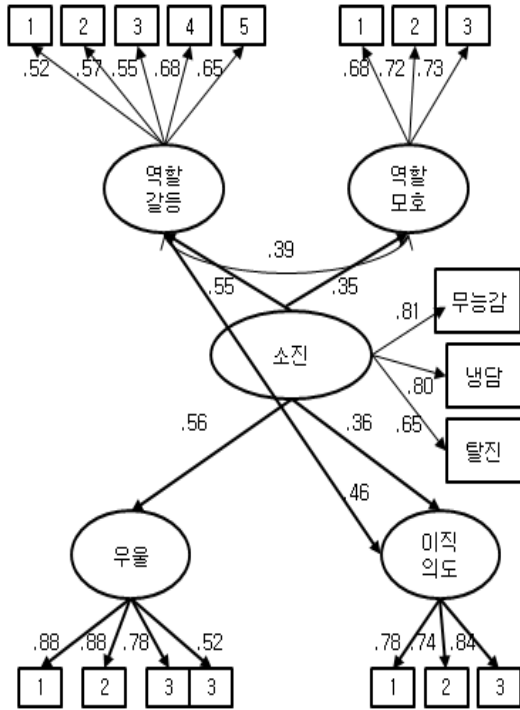 1 2 3 4 5 1 2 3
.52 .57 .55 .68 .65 .68 .72 .73
역할
갈등
역할
모호
.39
.55 .35
소진
.81
무능감
.80
냉담
.65
탈진
.56 .36
.46
우울
이직
의도
.88 .88 .78 .52 .78 .74 .84
1 2 3 3 1 2 3